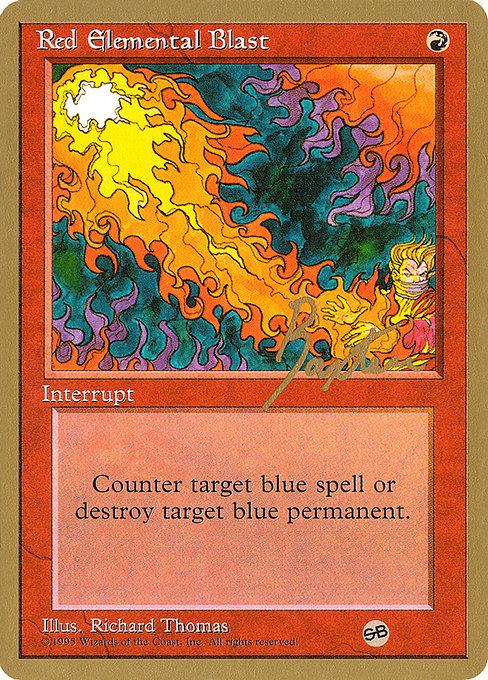 Red Elemental Blast
Interrupt
Counter target blue spell or
destroy target blue permanent.
Illus. Richard Thomas
© 1995 Wizards of the Coast, Inc. All rights reserved.
SB